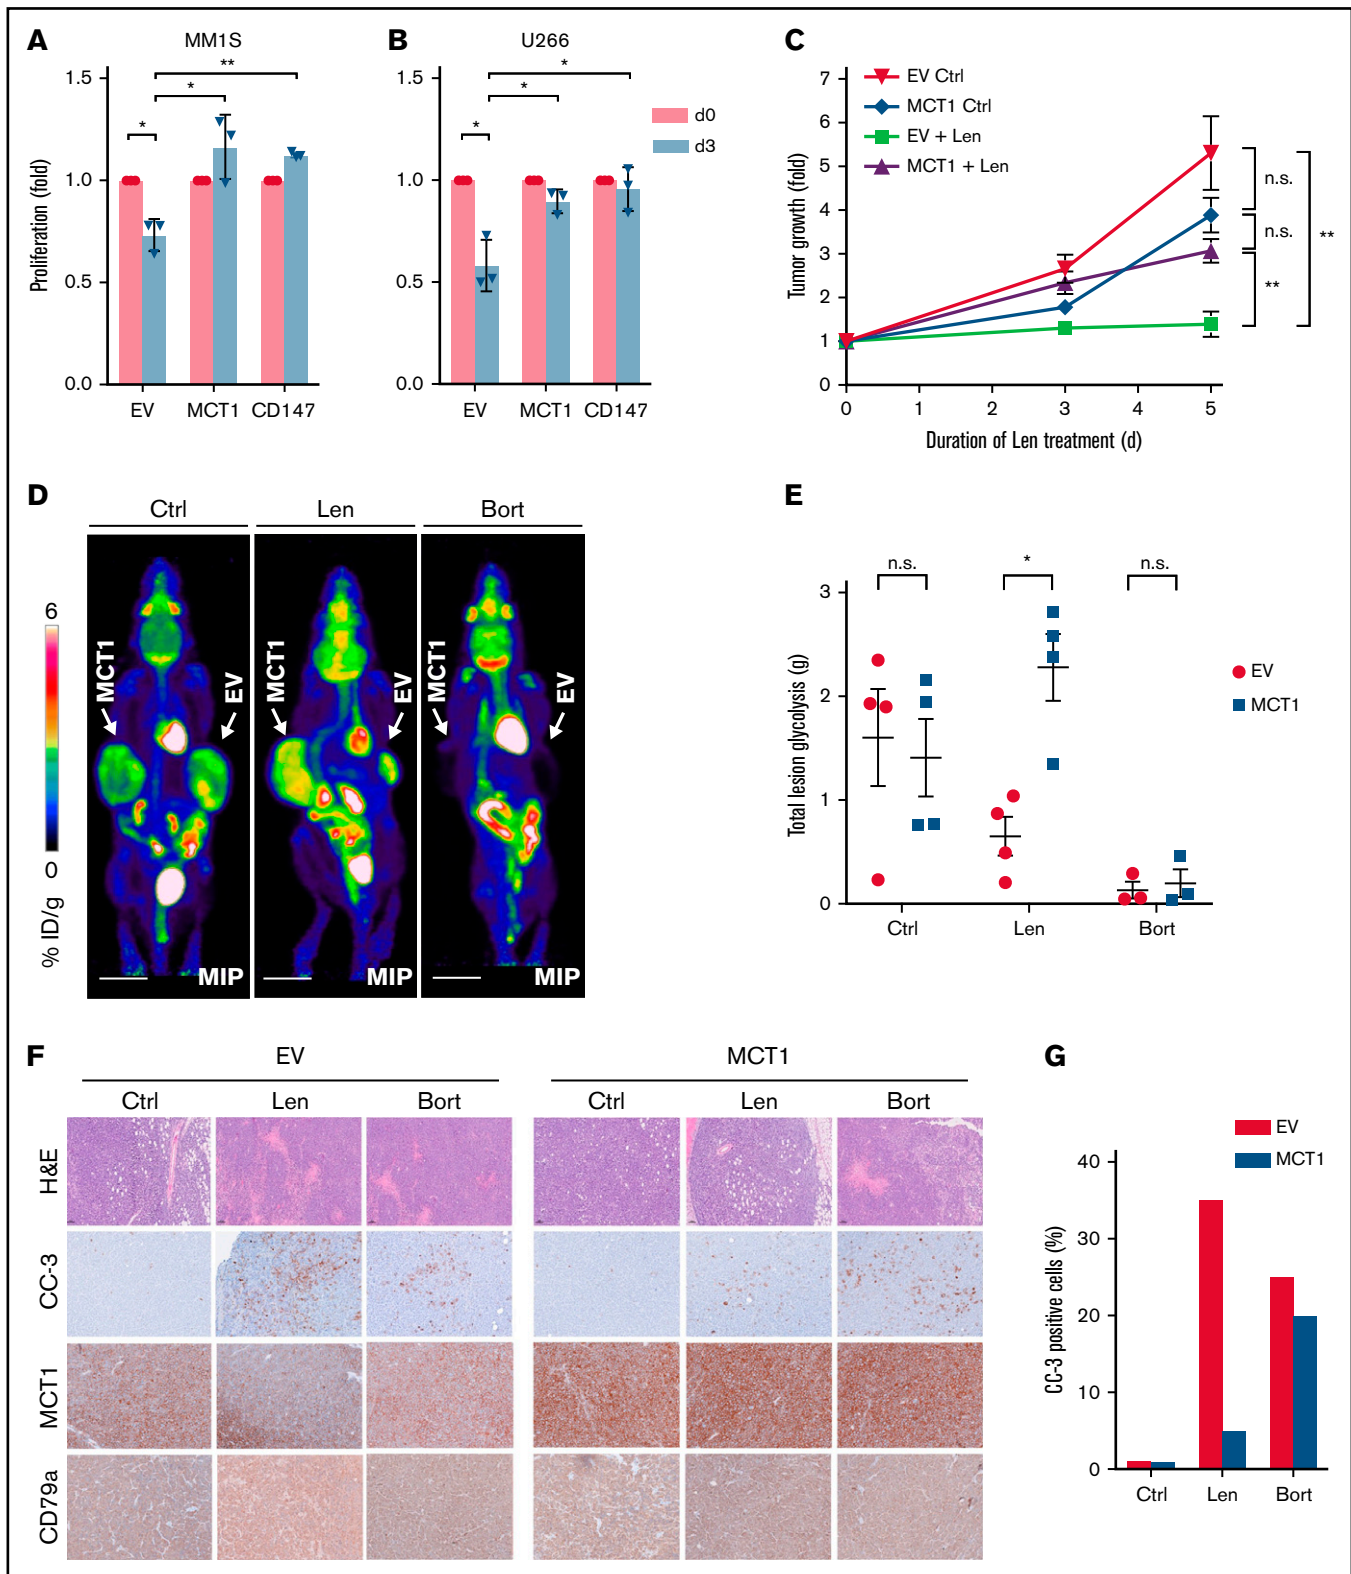 A
MM1S
Proliferation (fold)
1.5
1.0
0.5
0.0
*
*
**
EV
MCT1
CD147
B
U266
1.5
1.0
0.5
0.0
*
*
*
EV
MCT1
CD147
d0
d3
C
Tumor growth (fold)
7
6
5
4
3
2
1
0
EV Ctrl
MCT1 Ctrl
EV + Len
MCT1 + Len
n.s.
n.s.
**
**
0
1
2
3
4
5
Duration of Len treatment (d)
D
Ctrl
Len
Bort
6
0
% ID/g
MCT1
EV
MIP
MCT1
EV
MIP
MCT1
EV
MIP
E
Total lesion glycolysis (g)
3
2
1
0
n.s.
*
n.s.
Ctrl
Len
Bort
EV
MCT1
F
EV
MCT1
Ctrl
Len
Bort
Ctrl
Len
Bort
H&E
CC-3
MCT1
CD79a
G
EV
MCT1
CC-3 positive cells (%)
40
30
20
10
0
Ctrl
Len
Bort